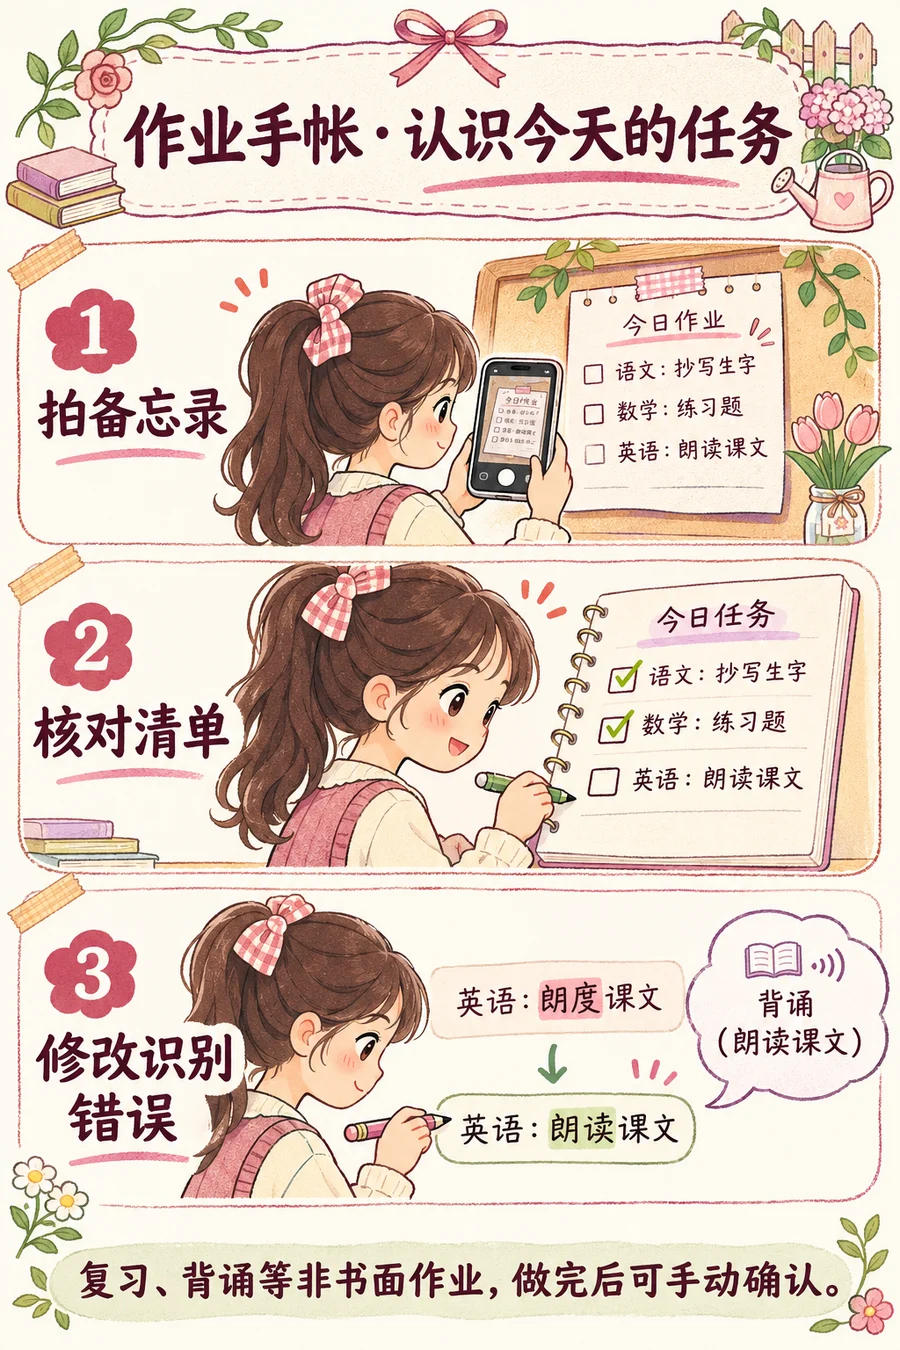 作业手帐·认识今天的任务
1
拍备忘录
今日作业
语文：抄写生字
数学：练习题
英语：朗读课文
2
核对清单
今日任务
语文：抄写生字
数学：练习题
英语：朗读课文
3
修改识别
错误
英语：朗度课文
英语：朗读课文
背诵
（朗读课文）
复习、背诵等非书面作业，做完后可手动确认。